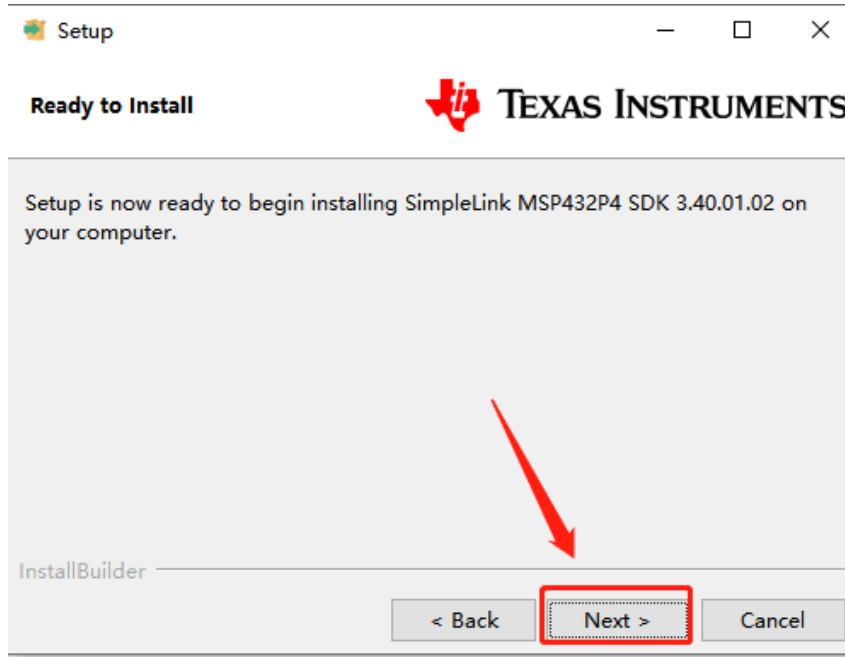 Setup
Ready to Install
TEXAS INSTRUMENTS
Setup is now ready to begin installing SimpleLink MSP432P4 SDK 3.40.01.02 on
your computer.
InstallBuilder
< Back
Next >
Cancel